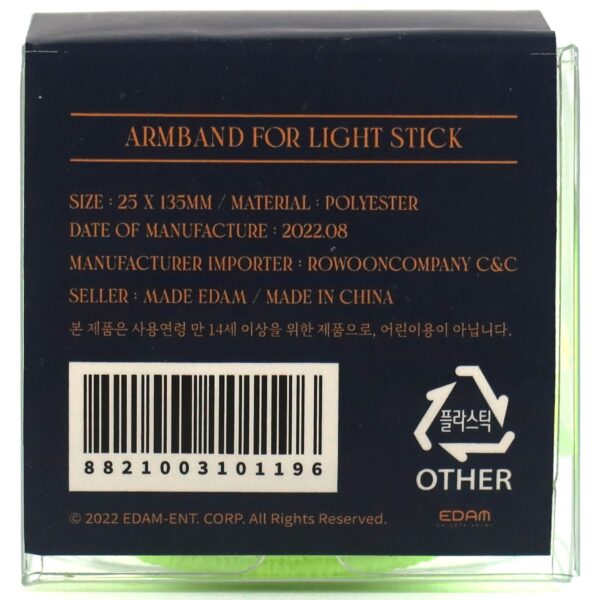 ARMBAND FOR LIGHT STICK
SIZE : 25 X 135MM / MATERIAL : POLYESTER
DATE OF MANUFACTURE : 2022.08
MANUFACTURER IMPORTER : ROWOONCOMPANY C&C
SELLER : MADE EDAM / MADE IN CHINA
본 제품은 사용연령 만 14세 이상을 위한 제품으로, 어린이용이 아닙니다.
8821003101196
플라스틱
OTHER
© 2022 EDAM-ENT. CORP. All Rights Reserved.
EDAM
ENTERTAINMENT